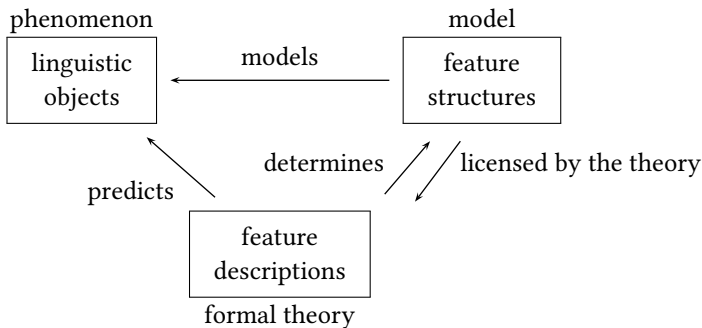 phenomenon
model
linguistic
objects
models
feature
structures
determines
licensed by the theory
predicts
feature
descriptions
formal theory